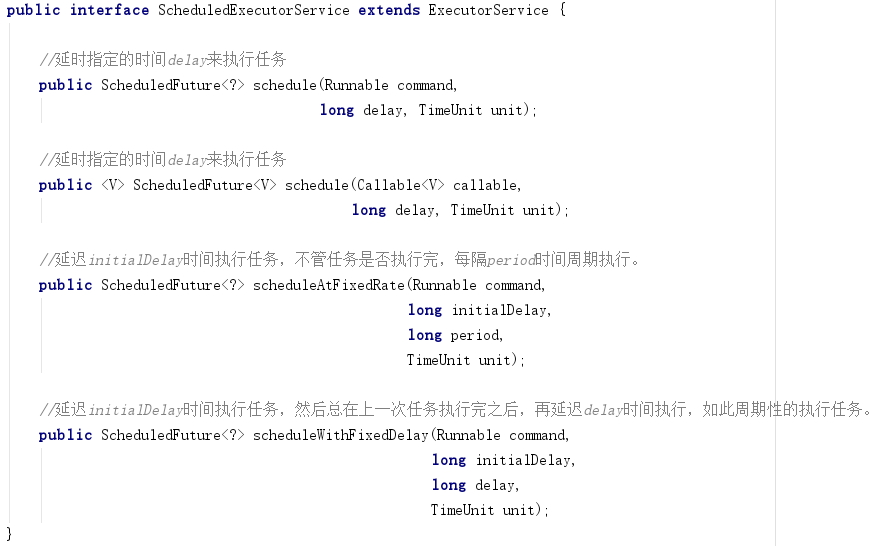 public interface ScheduledExecutorService extends ExecutorService {
//延时指定的时间delay来执行任务
public ScheduledFuture<?> schedule(Runnable command,
long delay, TimeUnit unit);
//延时指定的时间delay来执行任务
public <V> ScheduledFuture<V> schedule(Callable<V> callable,
long delay, TimeUnit unit);
//延迟initialDelay时间执行任务，不管任务是否执行完，每隔period时间周期执行。
public ScheduledFuture<?> scheduleAtFixedRate(Runnable command,
long initialDelay,
long period,
TimeUnit unit);
//延迟initialDelay时间执行任务，然后总在上一次任务执行完之后，再延迟delay时间执行，如此周期性的执行任务。
public ScheduledFuture<?> scheduleWithFixedDelay(Runnable command,
long initialDelay,
long delay,
TimeUnit unit);
}